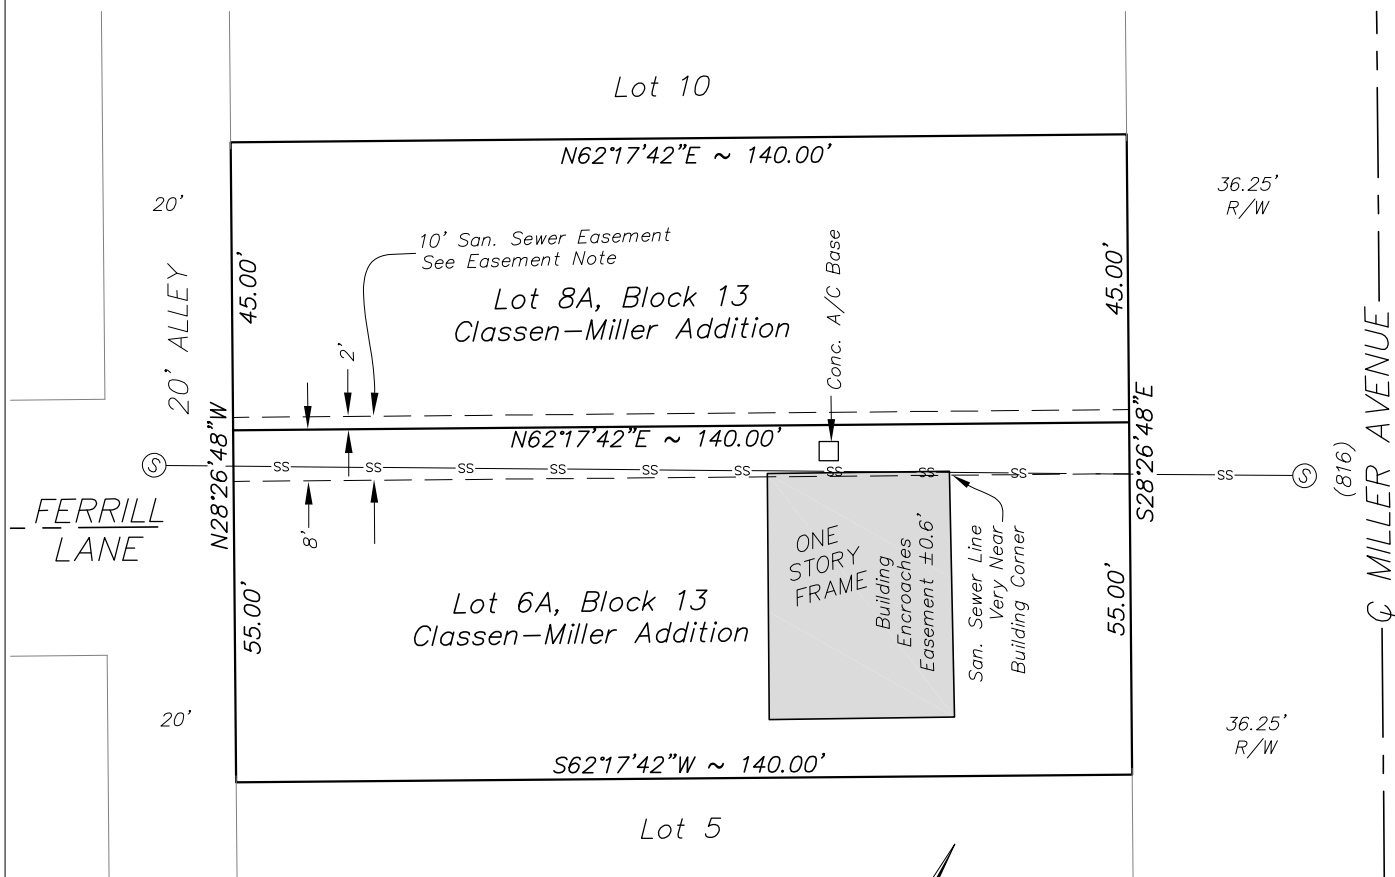 Lot 10
N62°17'42"E ~ 140.00'
20'
36.25'
R/W
10' San. Sewer Easement
See Easement Note
45.00'
45.00'
20' ALLEY
Lot 8A, Block 13
Classen-Miller Addition
Conc. A/C Base
2'
N28°26'48"W
S28°26'48"E
N62°17'42"E ~ 140.00'
S
SS
SS
SS
SS
SS
SS
SS
SS
SS
SS
S
(816)
℄ MILLER AVENUE
FERRILL
LANE
8'
ONE
STORY
FRAME
Building
Encroaches
Easement ±0.6'
San. Sewer Line
Very Near
Building Corner
55.00'
55.00'
Lot 6A, Block 13
Classen-Miller Addition
20'
36.25'
R/W
S62°17'42"W ~ 140.00'
Lot 5